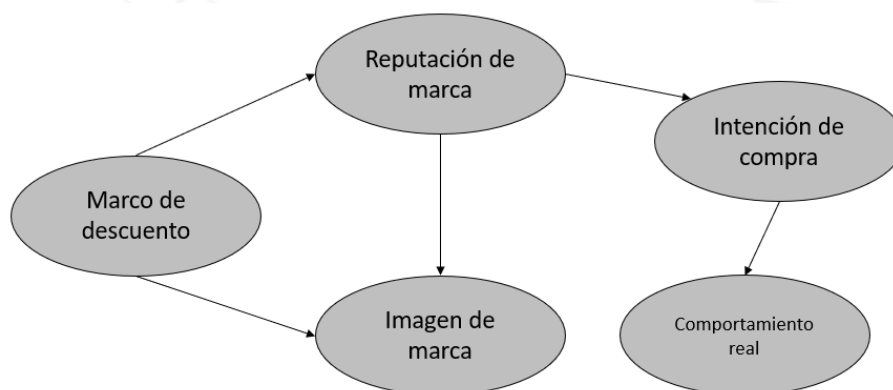 Reputación de
marca
Intención de
compra
Marco de
descuento
Imagen de
marca
Comportamiento
real